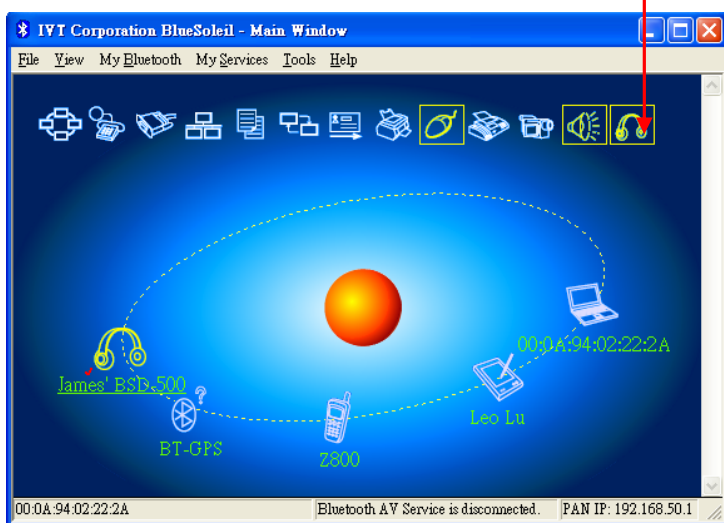 IVT Corporation BlueSoleil - Main Window
File View My Bluetooth My Services Tools Help
00:0A:94:02:22:2A
James' BSD-500
Leo Lu
BT-GPS
?
Z800
00:0A:94:02:22:2A Bluetooth AV Service is disconnected. PAN IP: 192.168.50.1